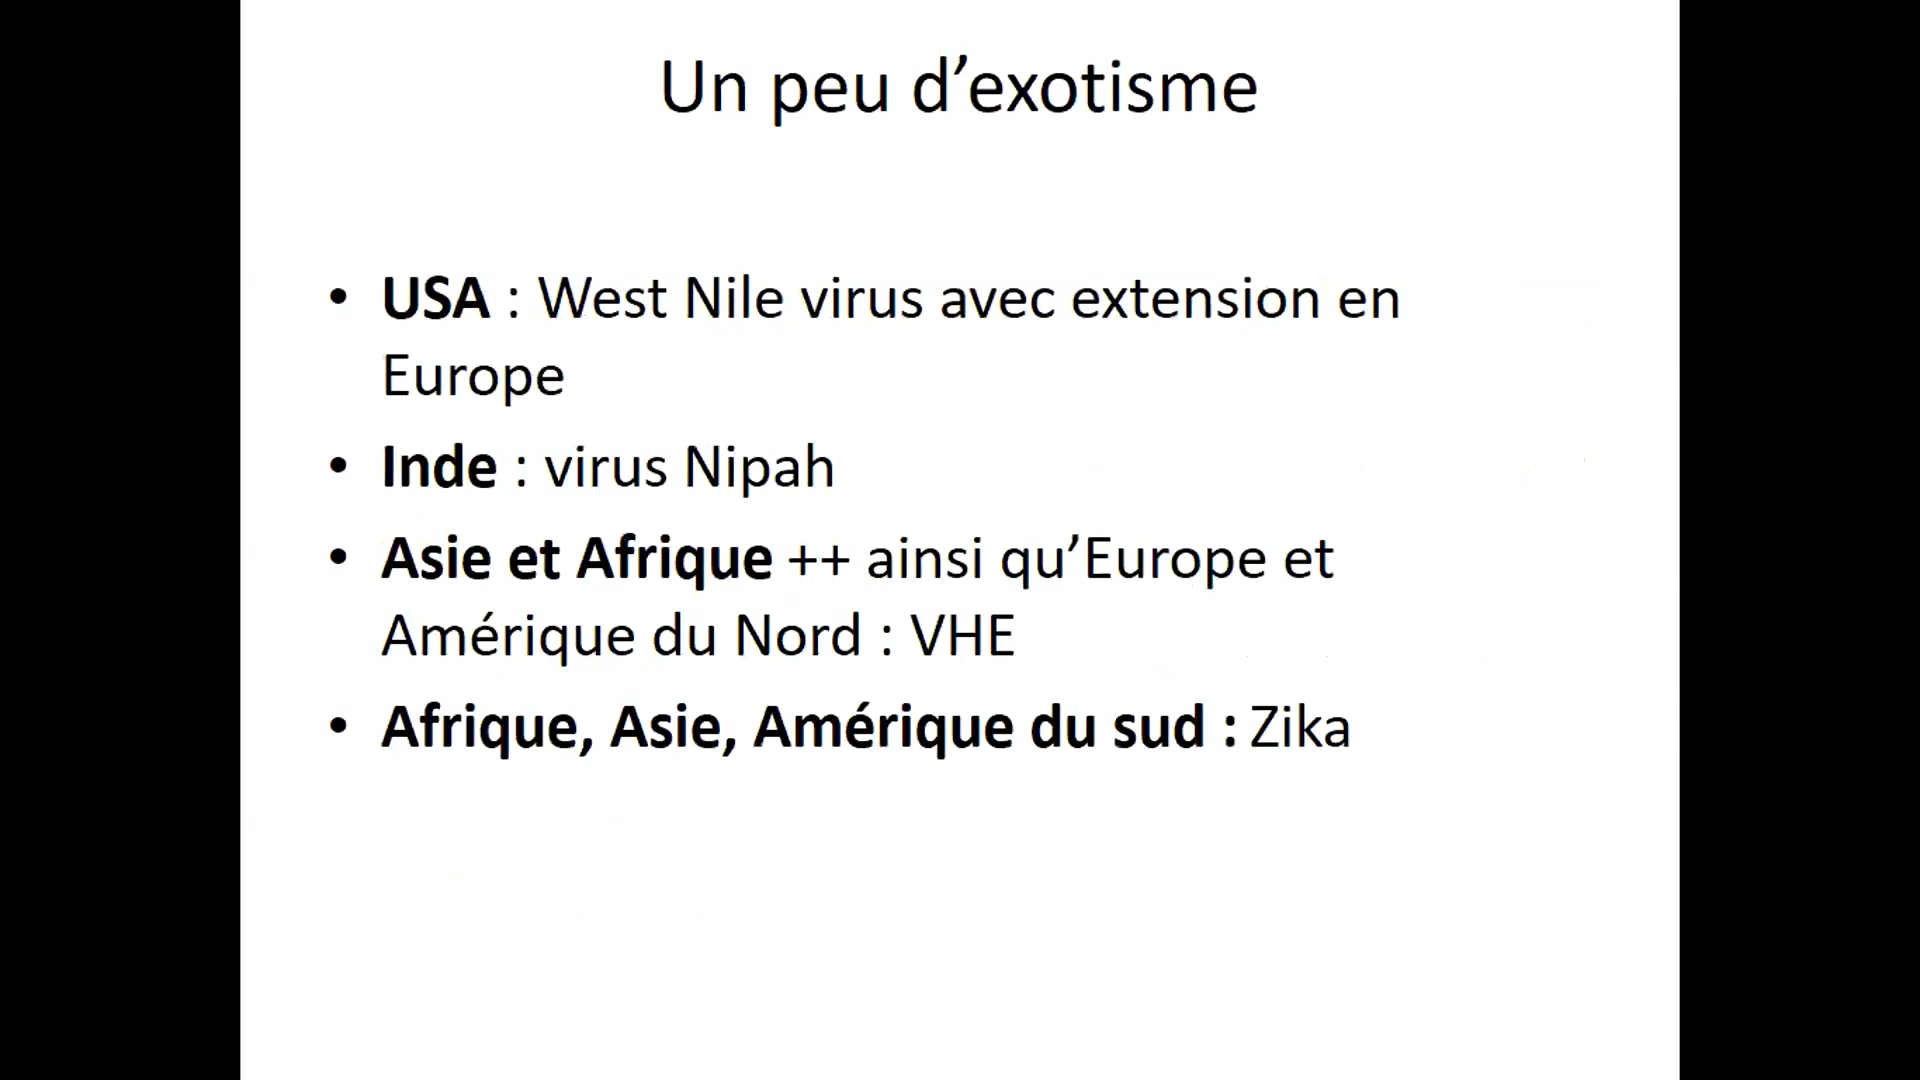 Un peu d’exotisme
• USA : West Nile virus avec extension en
Europe
• Inde : virus Nipah
• Asie et Afrique ++ ainsi qu’Europe et
Amérique du Nord : VHE
• Afrique, Asie, Amérique du sud : Zika